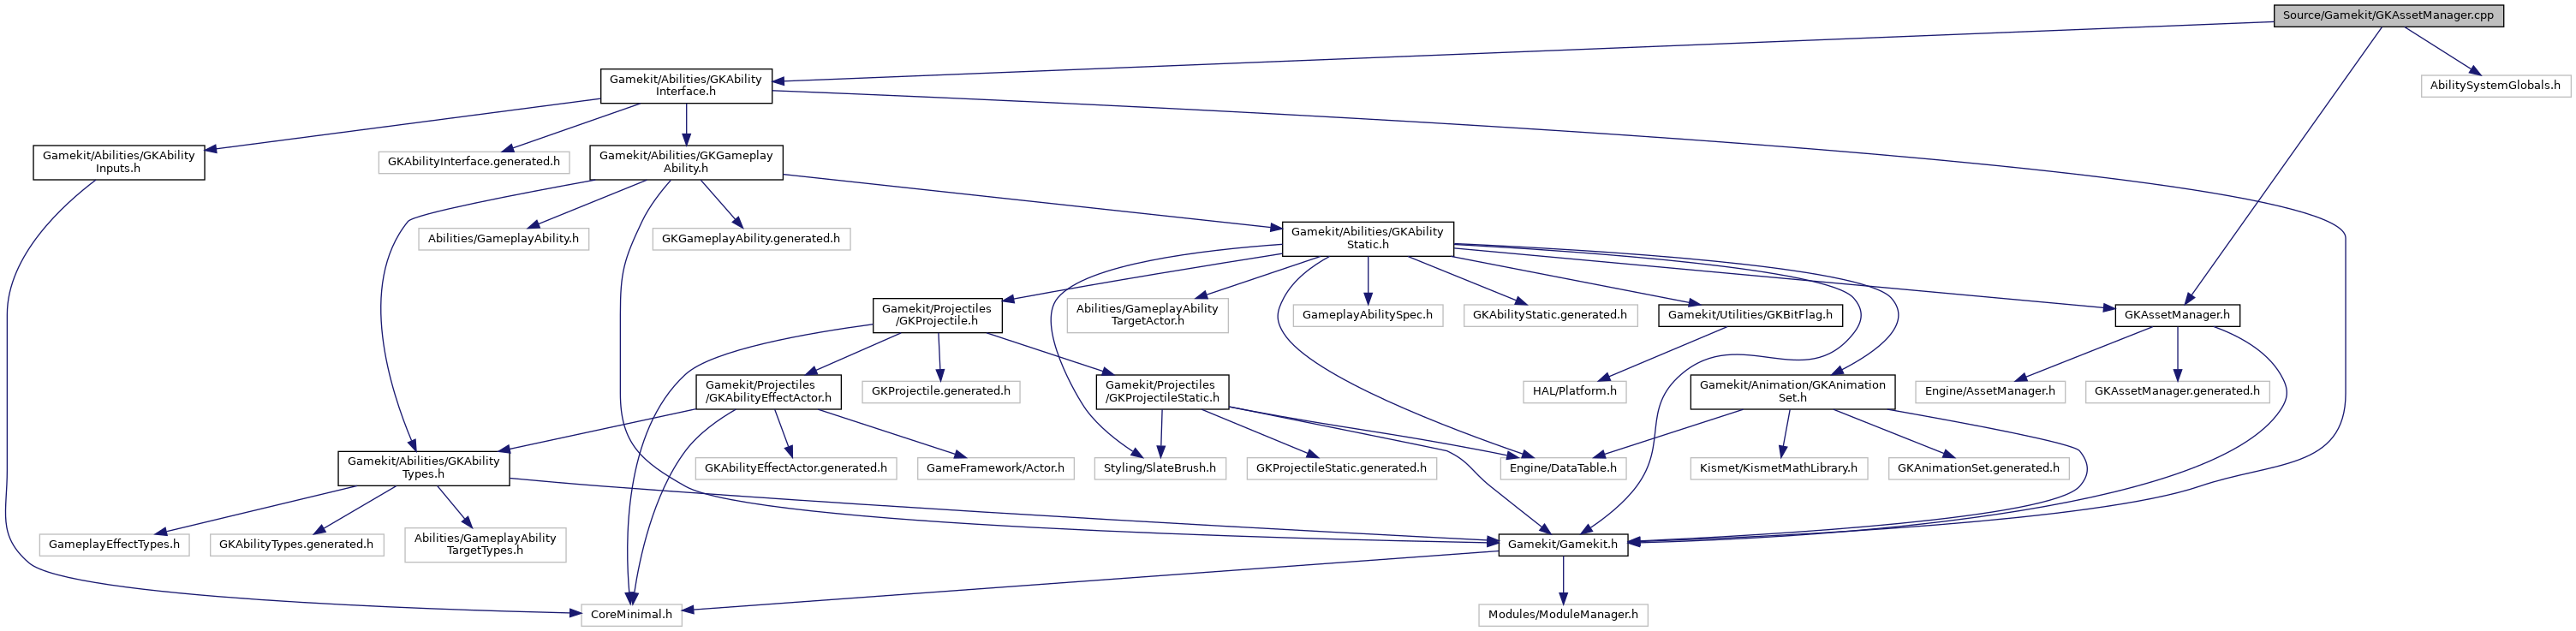 Source/Gamekit/GKAssetManager.cpp
Gamekit/Abilities/GKAbility
Interface.h
AbilitySystemGlobals.h
Gamekit/Abilities/GKAbility
Inputs.h
GKAbilityInterface.generated.h
Gamekit/Abilities/GKGameplay
Ability.h
Abilities/GameplayAbility.h
GKGameplayAbility.generated.h
Gamekit/Abilities/GKAbility
Static.h
Gamekit/Projectiles
/GKProjectile.h
Abilities/GameplayAbility
TargetActor.h
GameplayAbilitySpec.h
GKAbilityStatic.generated.h
Gamekit/Utilities/GKBitFlag.h
GKAssetManager.h
Gamekit/Projectiles
/GKAbilityEffectActor.h
GKProjectile.generated.h
Gamekit/Projectiles
/GKProjectileStatic.h
HAL/Platform.h
Gamekit/Animation/GKAnimation
Set.h
Engine/AssetManager.h
GKAssetManager.generated.h
Gamekit/Abilities/GKAbility
Types.h
GKAbilityEffectActor.generated.h
GameFramework/Actor.h
Styling/SlateBrush.h
GKProjectileStatic.generated.h
Engine/DataTable.h
Kismet/KismetMathLibrary.h
GKAnimationSet.generated.h
GameplayEffectTypes.h
GKAbilityTypes.generated.h
Abilities/GameplayAbility
TargetTypes.h
Gamekit/Gamekit.h
CoreMinimal.h
Modules/ModuleManager.h